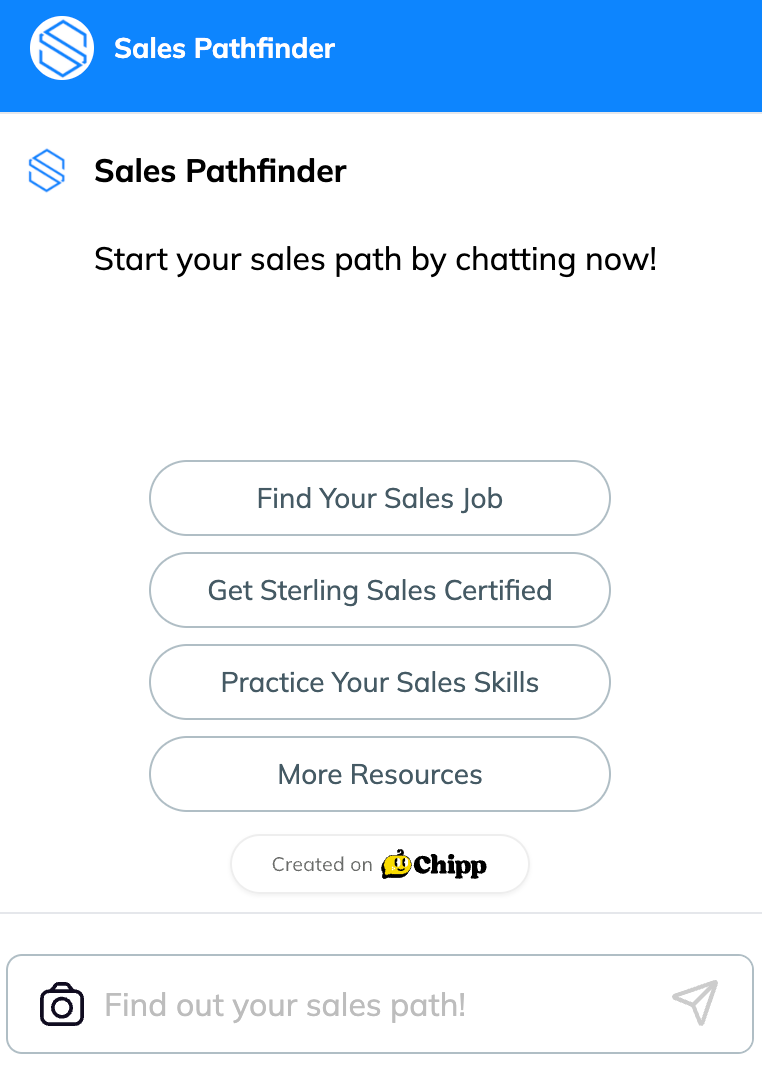 Sales Pathfinder
Sales Pathfinder
Start your sales path by chatting now!
Find Your Sales Job
Get Sterling Sales Certified
Practice Your Sales Skills
More Resources
Created on Chipp
Find out your sales path!